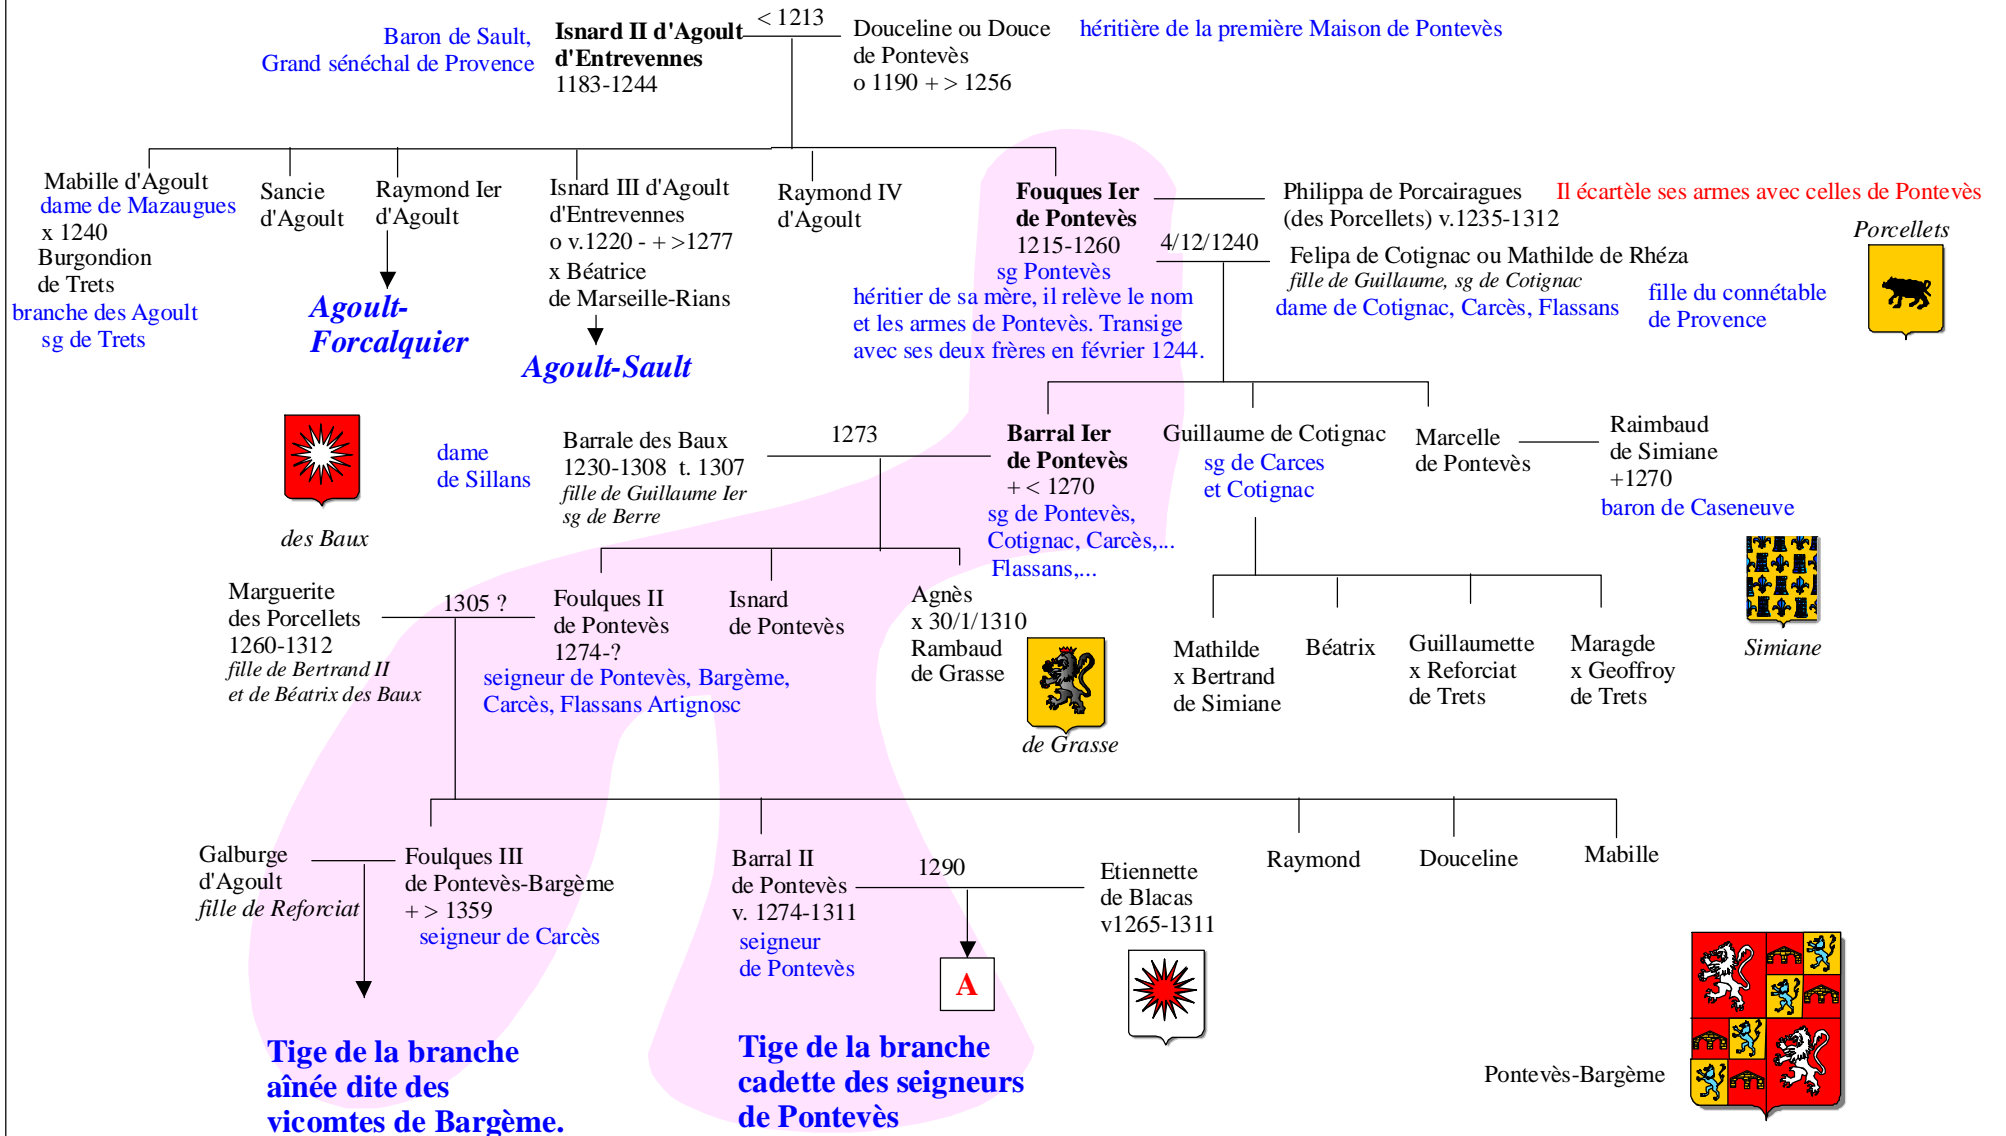 Baron de Sault,
Grand sénéchal de Provence
Isnard II d'Agoult
d'Entrevennes
1183-1244
< 1213
Douceline ou Douce
de Pontevès
o 1190 + > 1256
héritière de la première Maison de Pontevès
Mabille d'Agoult
dame de Mazaugues
x 1240
Burgondion
de Trets
branche des Agoult
sg de Trets
Sancie
d'Agoult
Raymond Ier
d'Agoult
Agoult-
Forcalquier
Isnard III d'Agoult
d'Entrevennes
o v.1220 - + >1277
x Béatrice
de Marseille-Rians
Agoult-Sault
Raymond IV
d'Agoult
Fouques Ier
de Pontevès
1215-1260
sg Pontevès
héritier de sa mère, il relève le nom
et les armes de Pontevès. Transige
avec ses deux frères en février 1244.
4/12/1240
Philippa de Porcairagues
(des Porcellets) v.1235-1312
Il écartèle ses armes avec celles de Pontevès
Felipa de Cotignac ou Mathilde de Rhéza
fille de Guillaume, sg de Cotignac
dame de Cotignac, Carcès, Flassans
fille du connétable
de Provence
Porcellets
des Baux
dame
de Sillans
Barrale des Baux
1230-1308  t. 1307
fille de Guillaume Ier
sg de Berre
1273
Barral Ier
de Pontevès
+ < 1270
sg de Pontevès,
Cotignac, Carcès,...
Flassans,...
Guillaume de Cotignac
sg de Carces
et Cotignac
Marcelle
de Pontevès
Raimbaud
de Simiane
+1270
baron de Caseneuve
Simiane
Marguerite
des Porcellets
1260-1312
fille de Bertrand II
et de Béatrix des Baux
1305 ?
Foulques II
de Pontevès
1274-?
seigneur de Pontevès, Bargème,
Carcès, Flassans Artignosc
Isnard
de Pontevès
Agnès
x 30/1/1310
Rambaud
de Grasse
de Grasse
Mathilde
x Bertrand
de Simiane
Béatrix
Guillaumette
x Reforciat
de Trets
Maragde
x Geoffroy
de Trets
Galburge
d'Agoult
fille de Reforciat
Foulques III
de Pontevès-Bargème
+ > 1359
seigneur de Carcès
Barral II
de Pontevès
v. 1274-1311
seigneur
de Pontevès
1290
A
Etiennette
de Blacas
v1265-1311
Raymond
Douceline
Mabille
Tige de la branche
aînée dite des
vicomtes de Bargème.
Tige de la branche
cadette des seigneurs
de Pontevès
Pontevès-Bargème